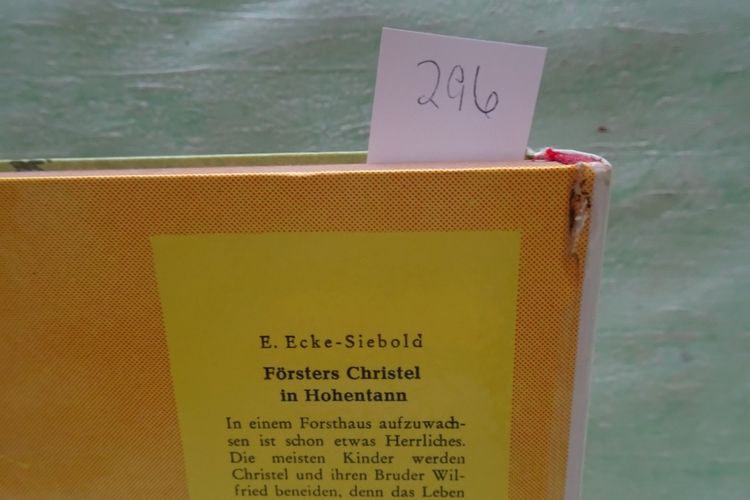 296
E. Ecke-Siebold
Försters Christel
in Hohentann
In einem Forsthaus aufzuwach-
sen ist schon etwas Herrliches.
Die meisten Kinder werden
Christel und ihren Bruder Wil-
fried beneiden, denn das Leben